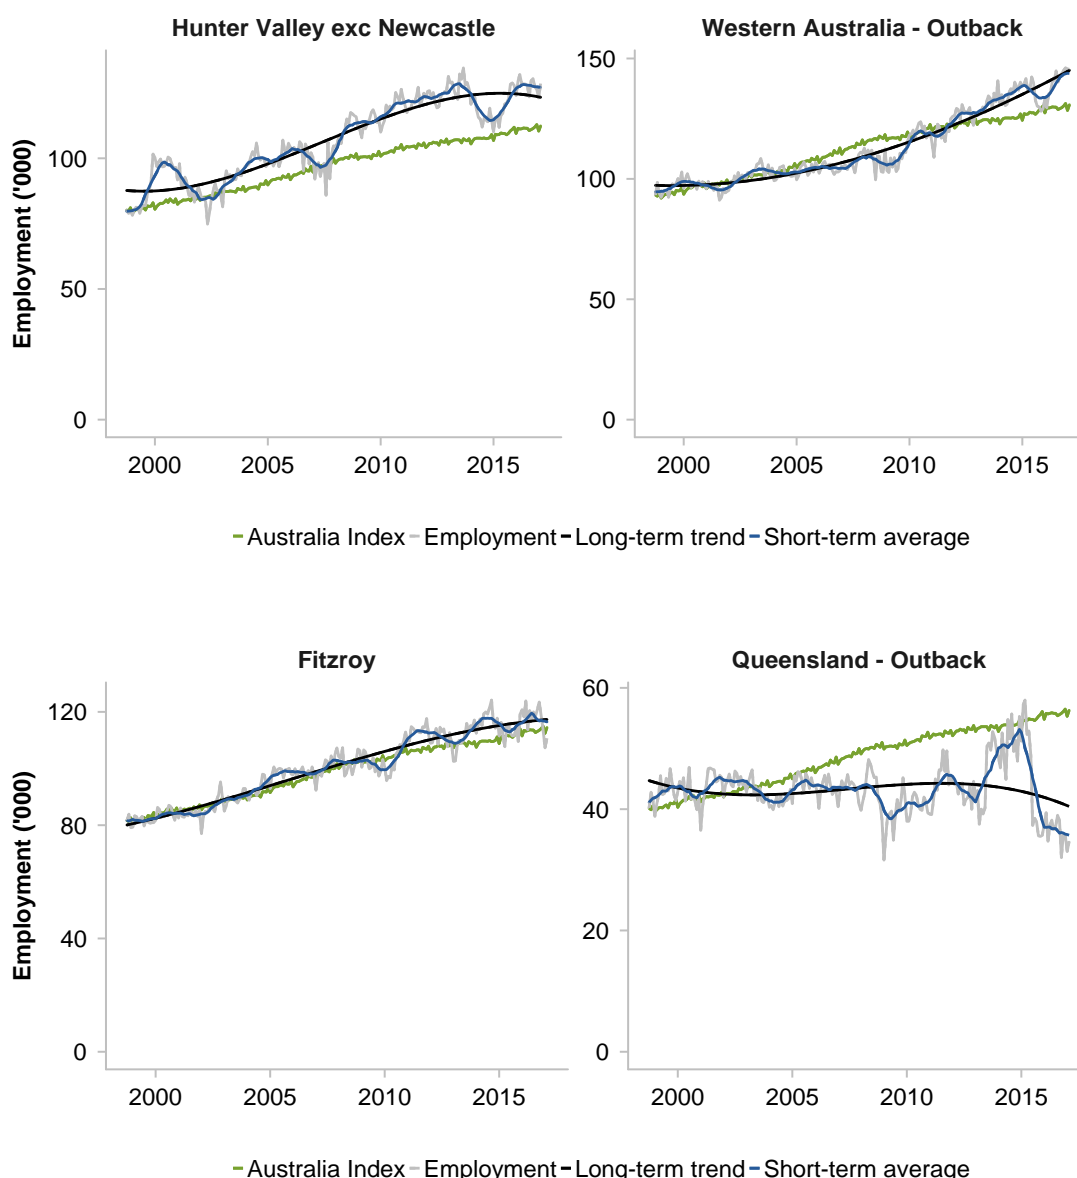 Hunter Valley exc Newcastle
Western Australia - Outback
Employment ('000)
100
50
0
150
100
50
0
2000 2005 2010 2015
2000 2005 2010 2015
Australia Index Employment Long-term trend Short-term average
Fitzroy
Queensland - Outback
Employment ('000)
120
80
40
0
60
40
20
0
2000 2005 2010 2015
2000 2005 2010 2015
Australia Index Employment Long-term trend Short-term average